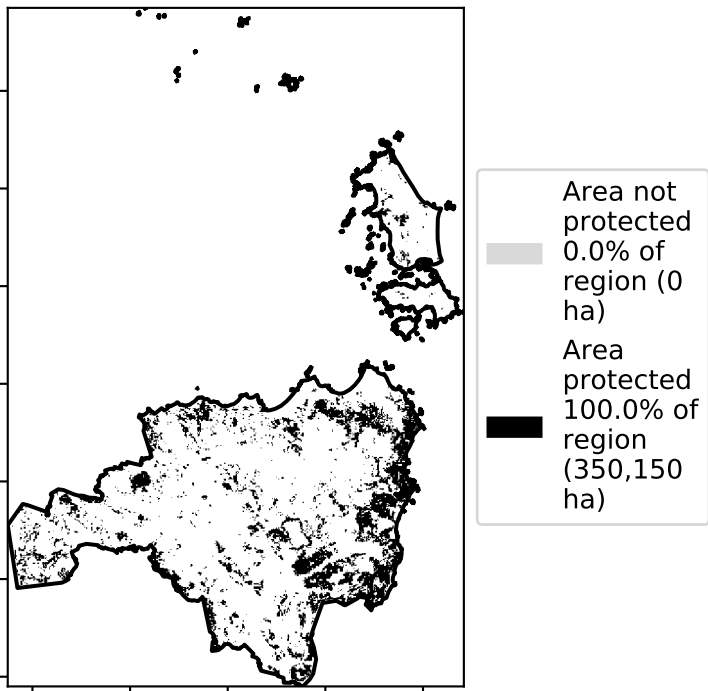 Area not
protected
0.0% of
region (0
ha)
Area
protected
100.0% of
region
(350,150
ha)